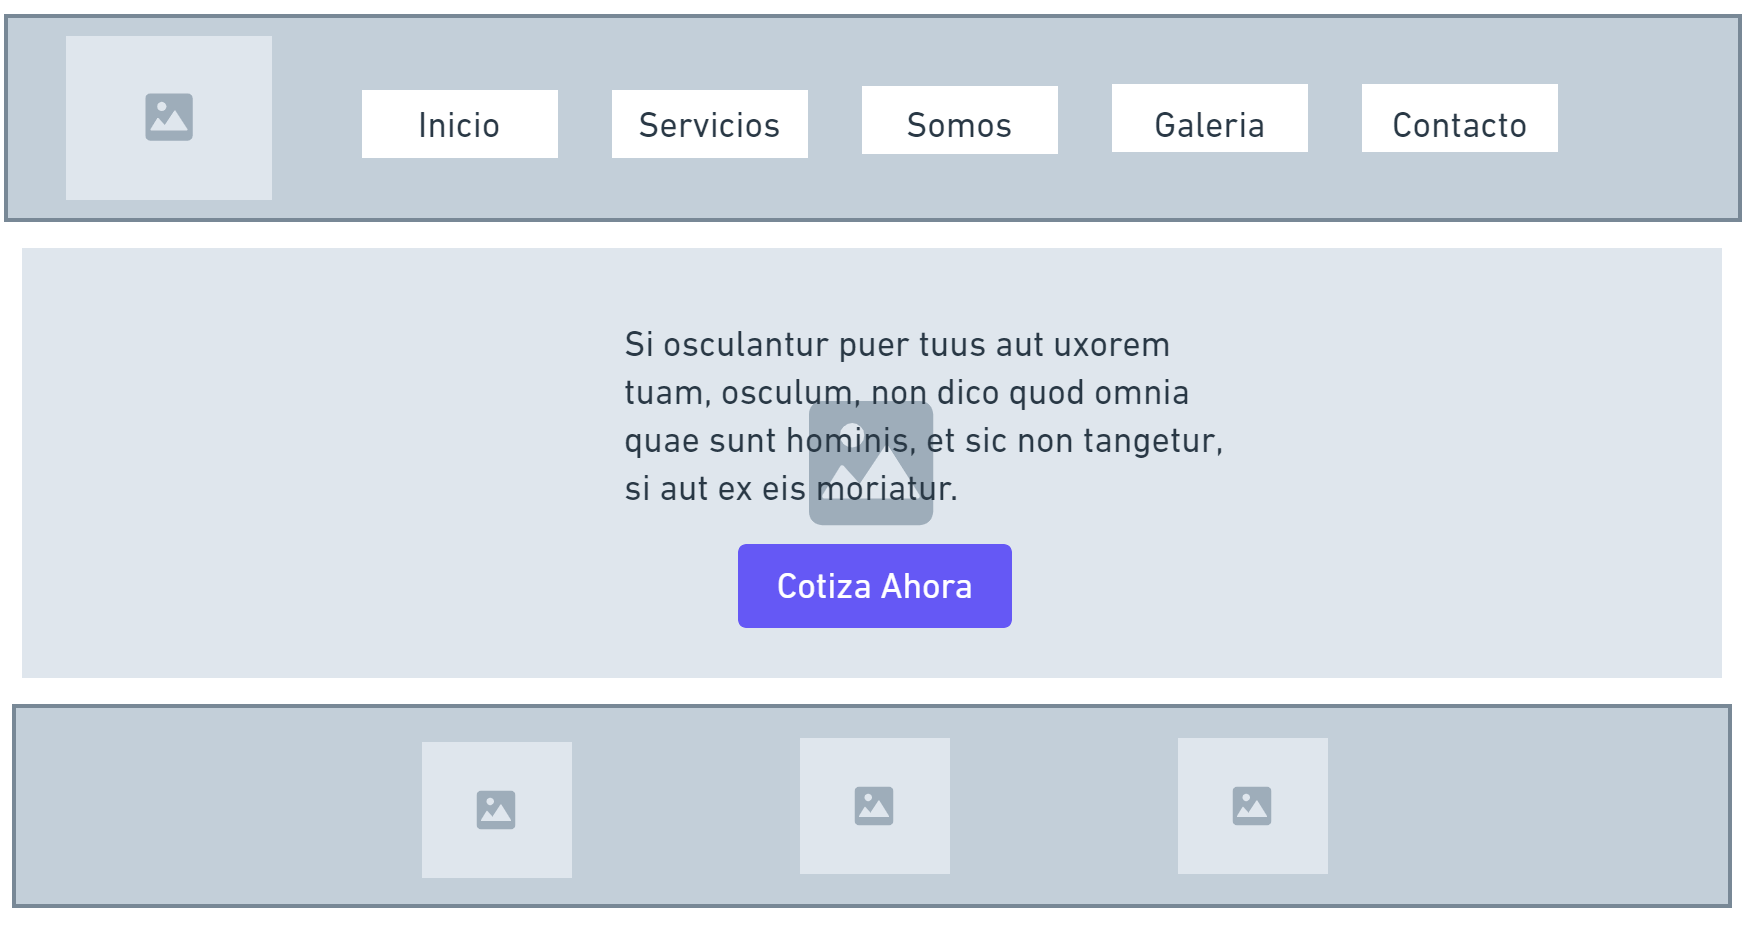 Inicio
Servicios
Somos
Galeria
Contacto
Si osculantur puer tuus aut uxorem
tuam, osculum, non dico quod omnia
quae sunt hominis, et sic non tangetur,
si aut ex eis moriatur.
Cotiza Ahora